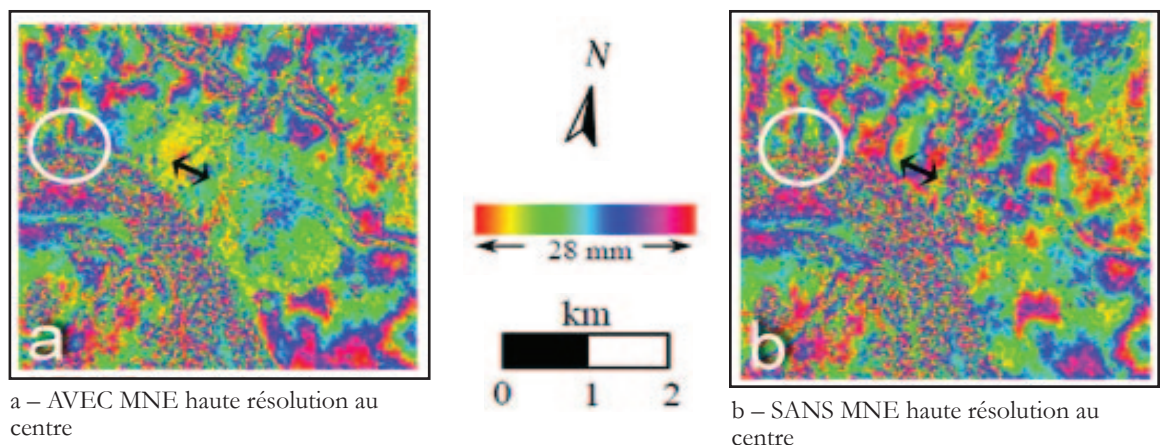 a
N
28 mm
km
0 1 2
b
a – AVEC MNE haute résolution au
centre
b – SANS MNE haute résolution au
centre